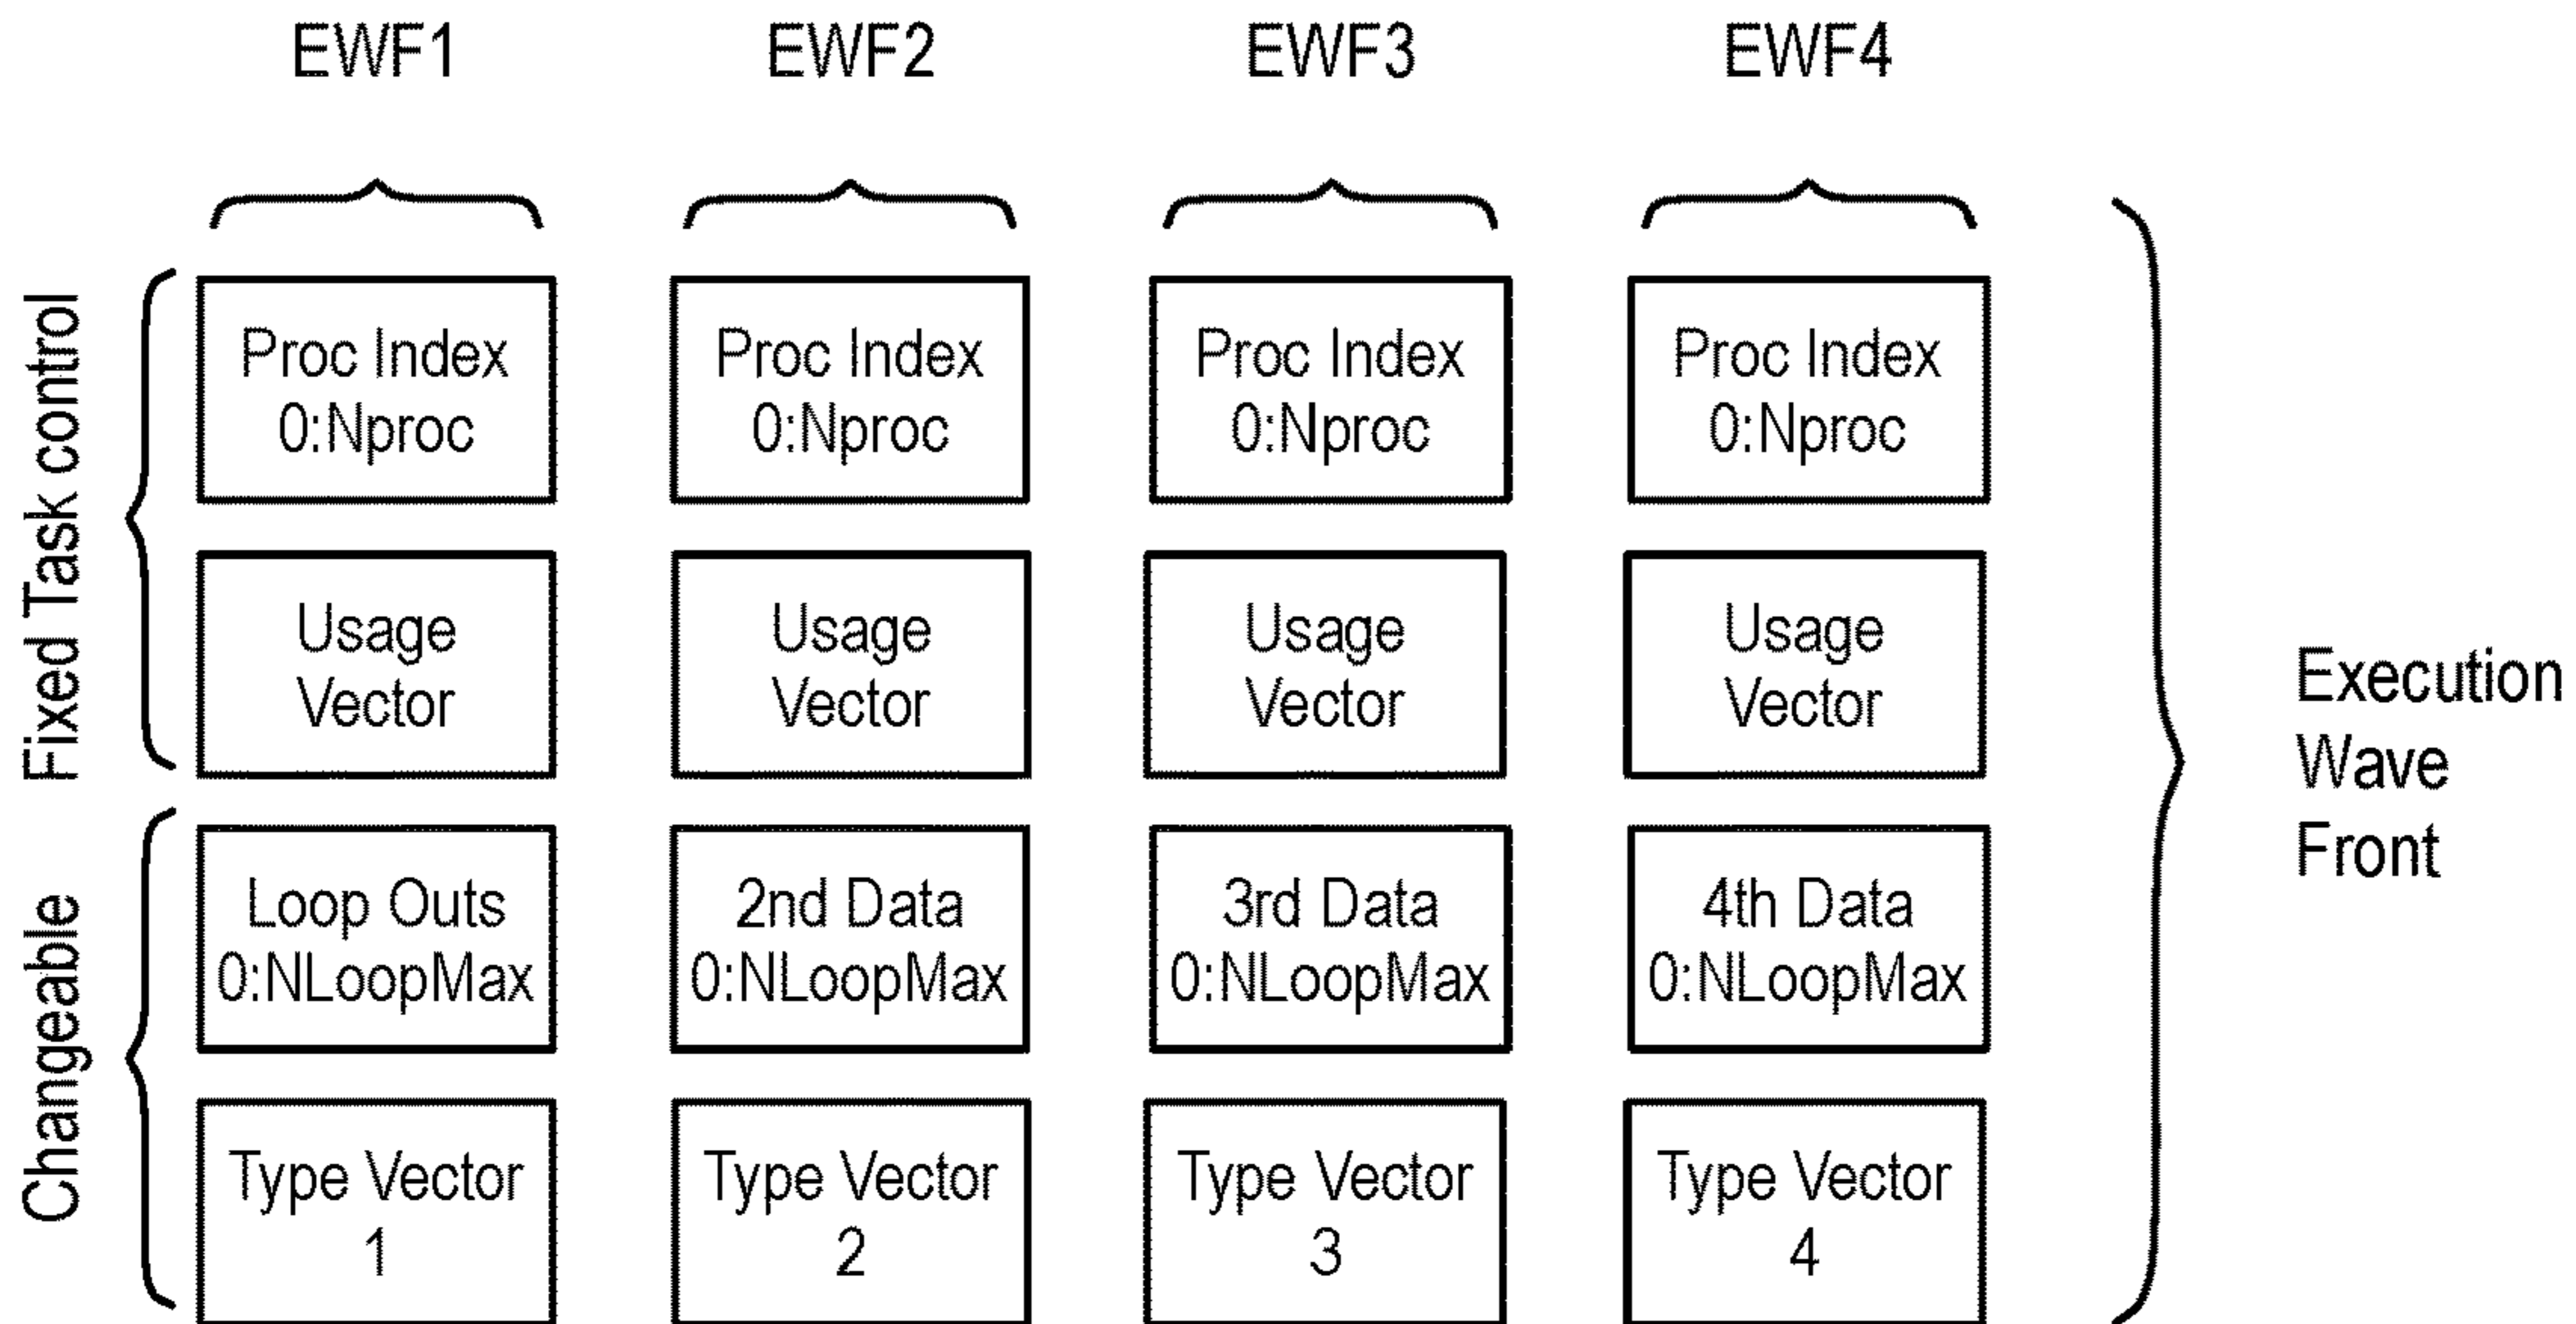 EWF1
EWF2
EWF3
EWF4
Fixed Task control
Proc Index
0:Nproc
Proc Index
0:Nproc
Proc Index
0:Nproc
Proc Index
0:Nproc
Usage
Vector
Usage
Vector
Usage
Vector
Usage
Vector
Changeable
Loop Outs
0:NLoopMax
2nd Data
0:NLoopMax
3rd Data
0:NLoopMax
4th Data
0:NLoopMax
Type Vector
1
Type Vector
2
Type Vector
3
Type Vector
4
Execution
Wave
Front